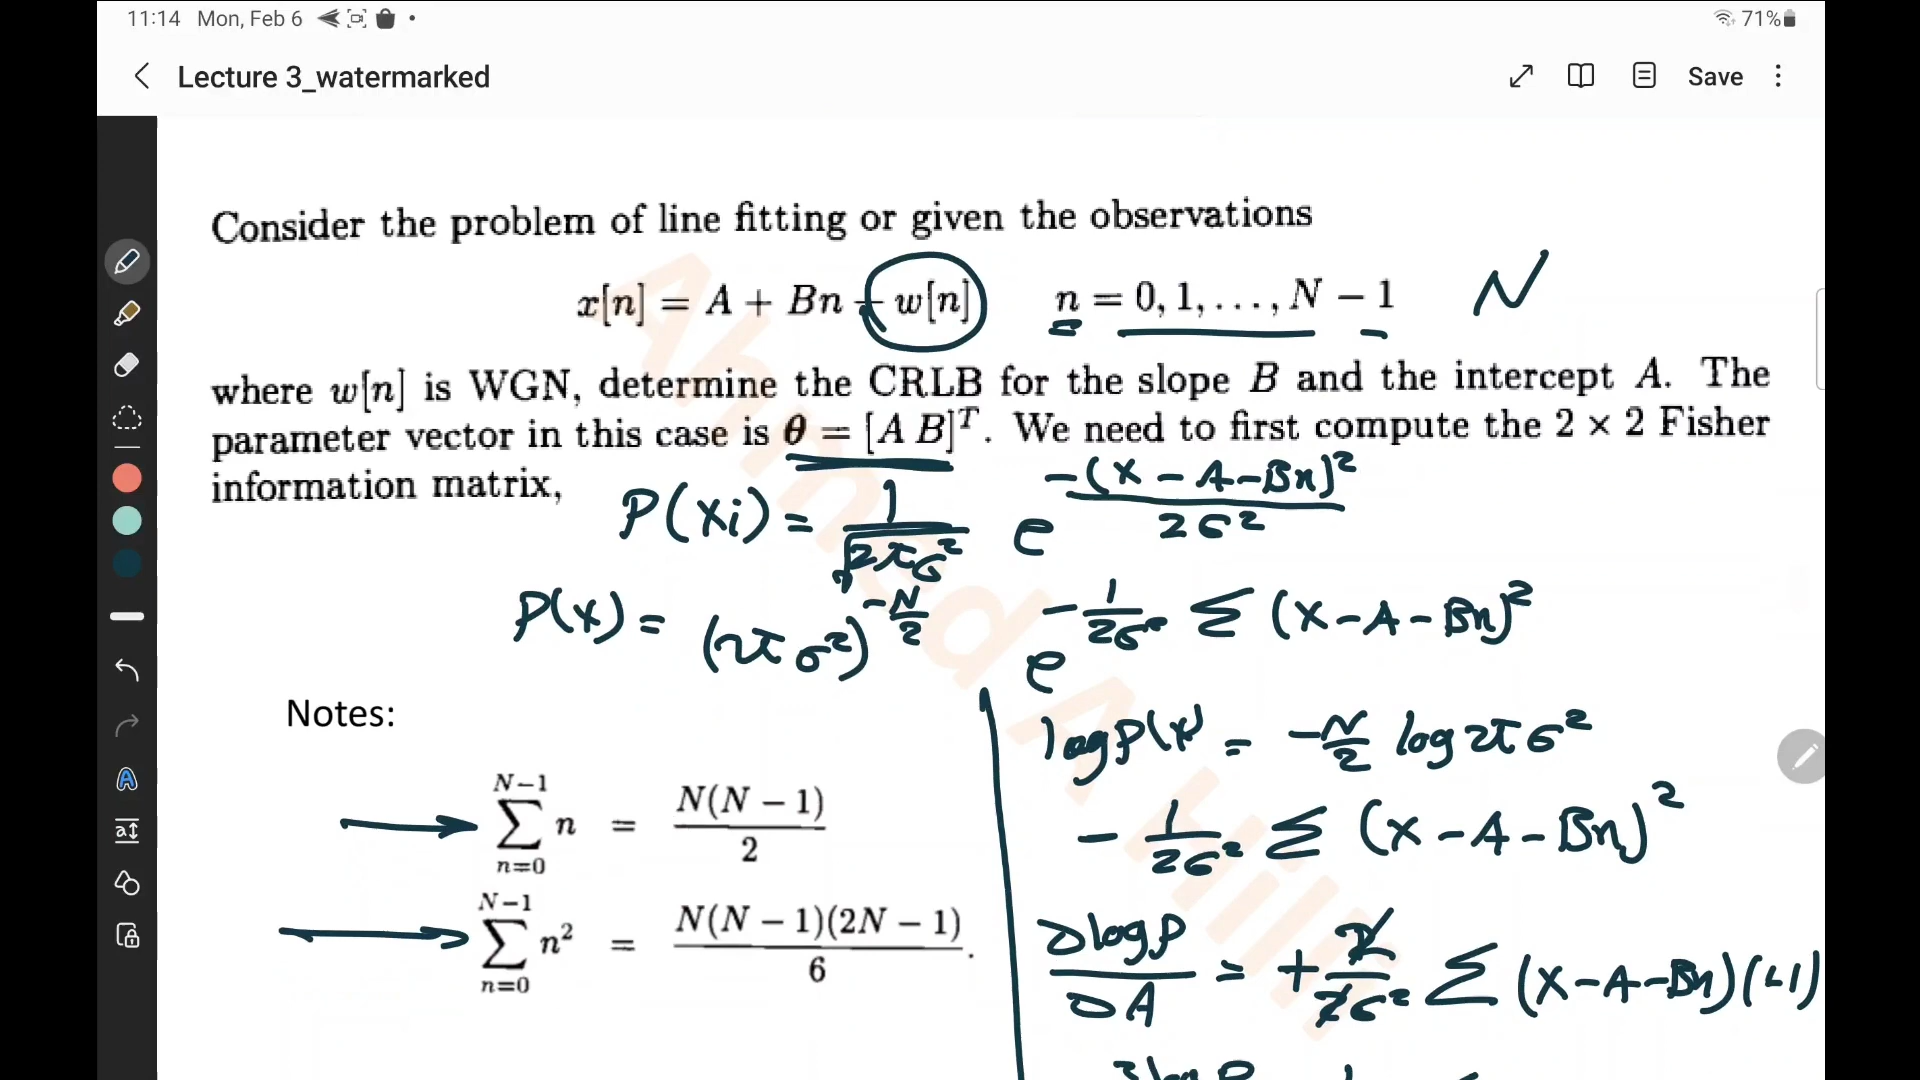 11:14 Mon, Feb 6
71%
Lecture 3_watermarked
Save
Consider the problem of line fitting or given the observations
x[n] = A + Bn + w[n] n = 0, 1, . . . , N − 1 N
where w[n] is WGN, determine the CRLB for the slope B and the intercept A. The
parameter vector in this case is θ = [A B]^T. We need to first compute the 2 × 2 Fisher
information matrix,
P(xi) = 1/√(2πσ²) e^(−(x − A − Bn)²/2σ²)
P(x) = (2πσ²)^(−N/2) e^(−1/2σ² Σ (x − A − Bn)²)
log P(x) = −N/2 log 2πσ²
− 1/2σ² Σ (x − A − Bn)²
Notes:
∑_{n=0}^{N−1} n = N(N − 1)/2
∑_{n=0}^{N−1} n² = N(N − 1)(2N − 1)/6.
∂logP/∂A = +2/2σ² Σ (x − A − Bn)(+1)
Ahmed A Hill